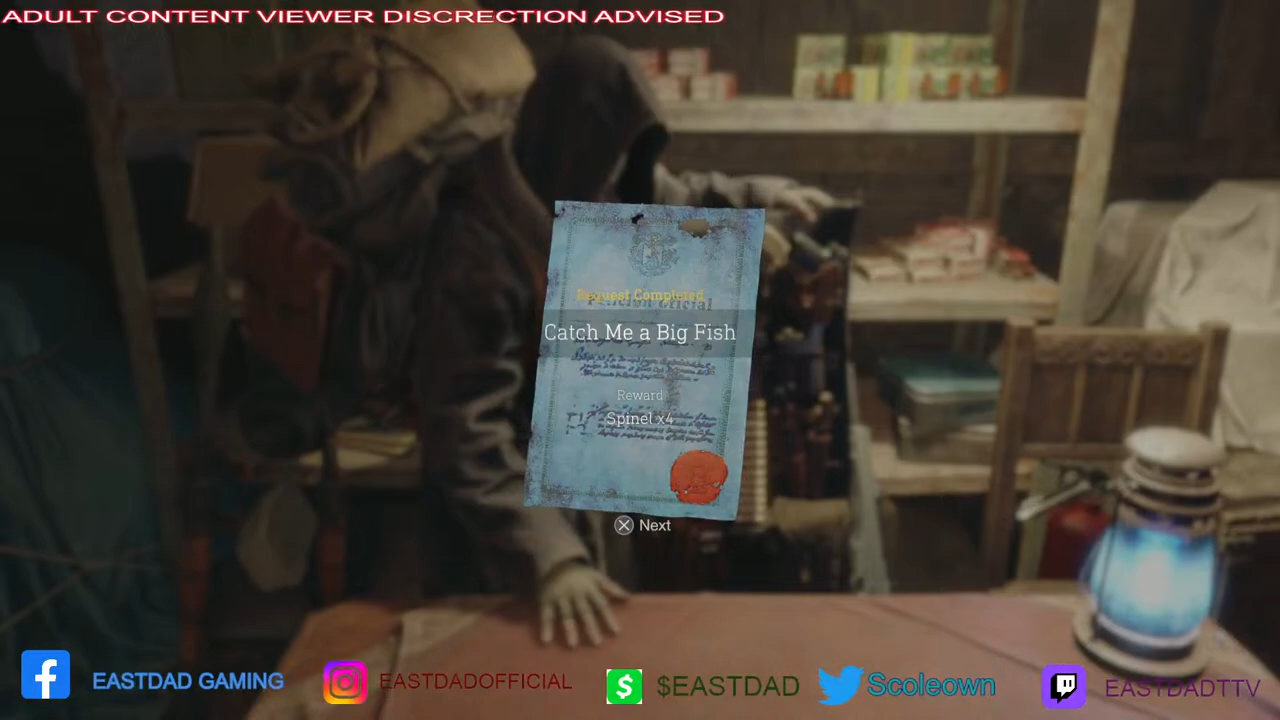 ADULT CONTENT VIEWER DISCRECTION ADVISED
Request Completed
Catch Me a Big Fish
Reward
Spinel x4
Next
EASTDAD GAMING
EASTDADOFFICIAL
$EASTDAD
Scoleown
EASTDADTTV